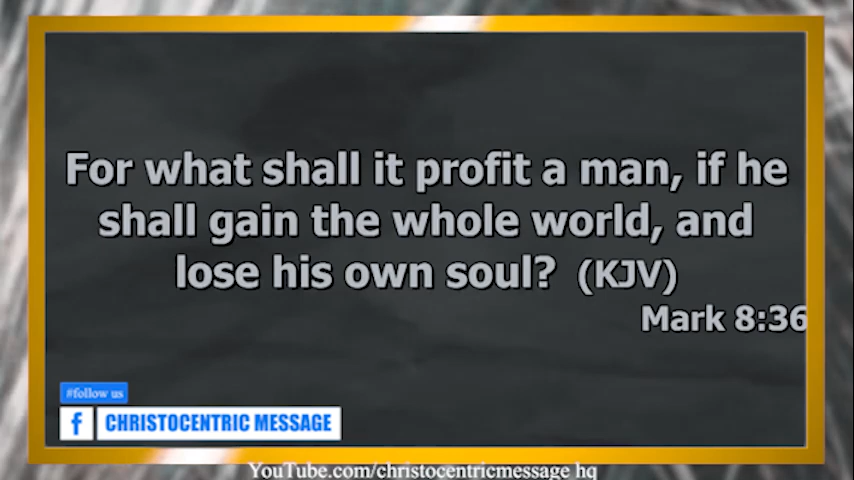 For what shall it profit a man, if he
shall gain the whole world, and
lose his own soul? (KJV)
Mark 8:36
#follow us
f CHRISTOCENTRIC MESSAGE
YouTube.com/christocentricmessage hq